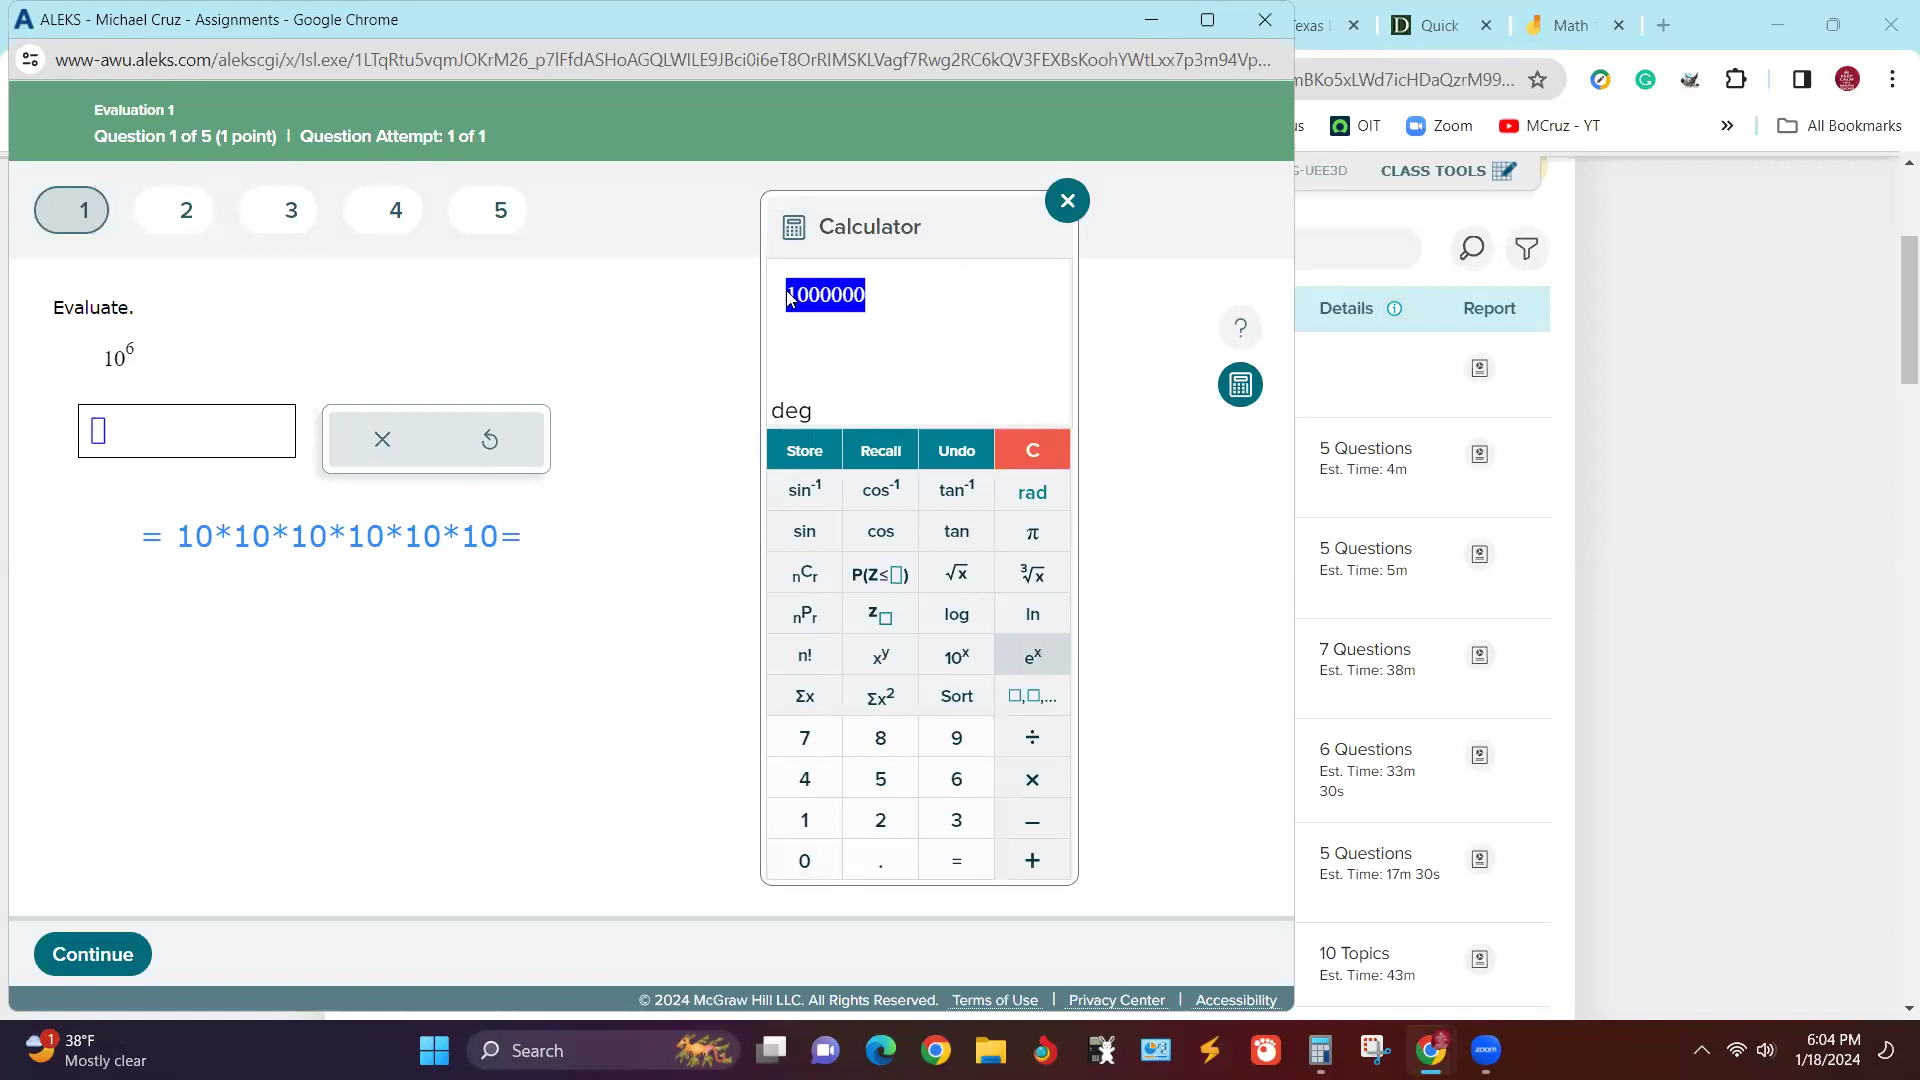 ALEKS - Michael Cruz - Assignments - Google Chrome
www-awu.aleks.com/alekscgi/x/Isl.exe/1LTqRtu5vqmJOKrM26_p7lFfdASHoAGQLWILE9JBci0i6eT8OrRIMSKLVagf7Rwg2RC6kQV3FEXBsKoohYWtLxx7p3m94Vp...
Evaluation 1
Question 1 of 5 (1 point) | Question Attempt: 1 of 1
1 2 3 4 5
Evaluate.
10^6
= 10*10*10*10*10*10=
Calculator
1000000
deg
Store Recall Undo C
sin-1 cos-1 tan-1 rad
sin cos tan π
nCr P(Z≤□) √x ∛x
nPr z□ log ln
n! x^y 10^x e^x
Σx Σx² Sort □,□,...
7 8 9 ÷
4 5 6 ×
1 2 3 –
0 . = +
?
Continue
© 2024 McGraw Hill LLC. All Rights Reserved. Terms of Use | Privacy Center | Accessibility
Quick
Math
mBKo5xLWd7icHDaQzrM99...
OIT
Zoom
MCruz - YT
»
All Bookmarks
-UEE3D
CLASS TOOLS
Details Report
5 Questions
Est. Time: 4m
5 Questions
Est. Time: 5m
7 Questions
Est. Time: 38m
6 Questions
Est. Time: 33m
30s
5 Questions
Est. Time: 17m 30s
10 Topics
Est. Time: 43m
1
38°F
Mostly clear
Search
zoom
6:04 PM
1/18/2024